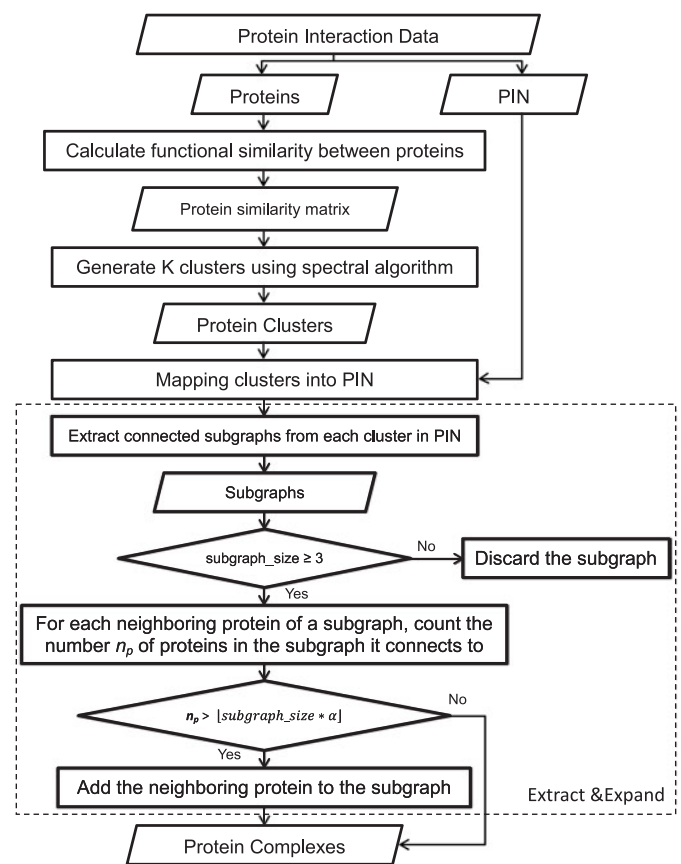 Protein Interaction Data
Proteins
PIN
Calculate functional similarity between proteins
Protein similarity matrix
Generate K clusters using spectral algorithm
Protein Clusters
Mapping clusters into PIN
Extract connected subgraphs from each cluster in PIN
Subgraphs
subgraph_size ≥ 3
No
Discard the subgraph
Yes
For each neighboring protein of a subgraph, count the
number nₚ of proteins in the subgraph it connects to
nₚ > ⌊subgraph_size * α⌋
No
Yes
Add the neighboring protein to the subgraph
Extract &Expand
Protein Complexes